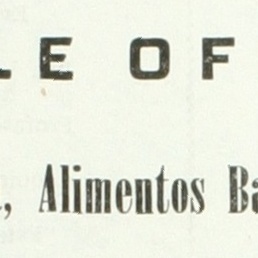 LE OF
, Alimentos Ba